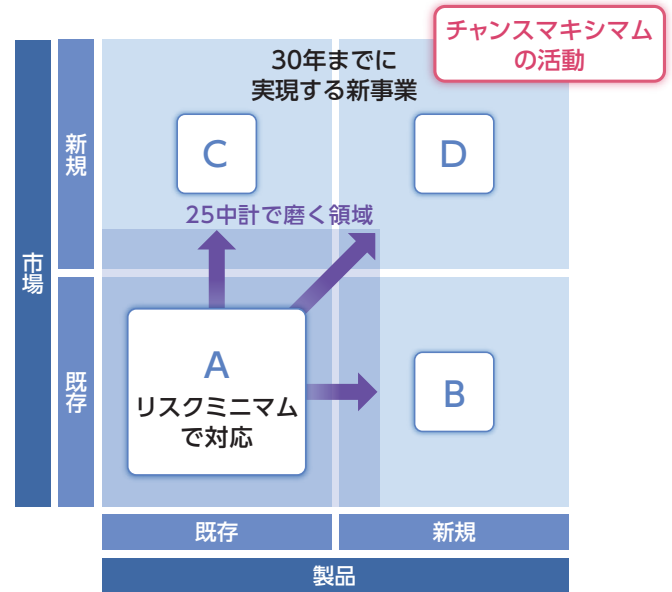 チャンスマキシマム
の活動
30年までに
実現する新事業
C
D
25中計で磨く領域
市場
新規
既存
A
リスクミニマム
で対応
B
既存
新規
製品